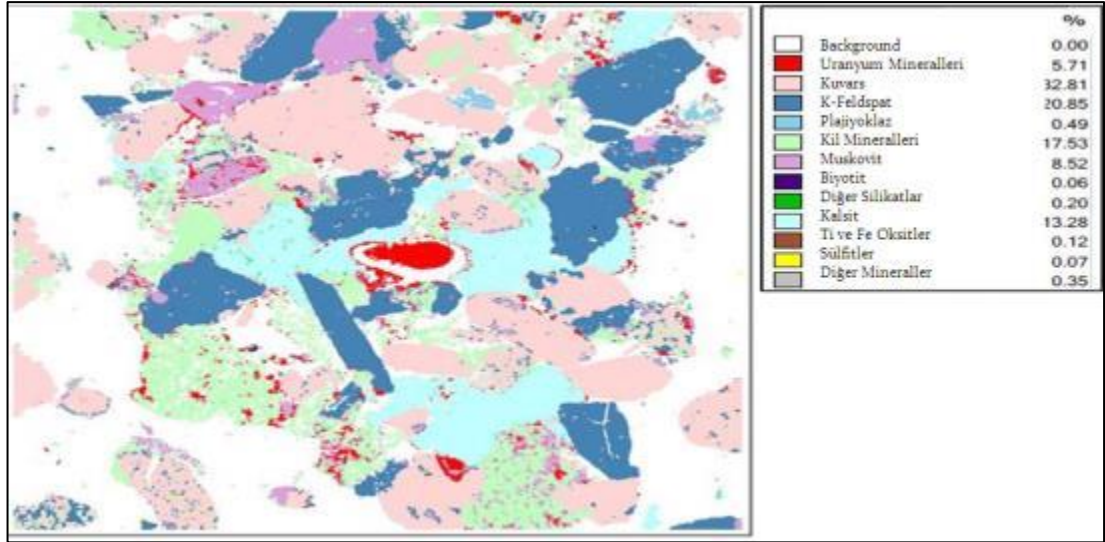 %
Background 0.00
Uranyum Mineralleri 5.71
Kuvars 32.81
K-Feldspat 20.85
Plajiyoklaz 0.49
Kil Mineralleri 17.53
Muskovit 8.52
Biyotit 0.06
Diğer Silikatlar 0.20
Kalsit 13.28
Ti ve Fe Oksitler 0.12
Sülfitler 0.07
Diğer Mineraller 0.35